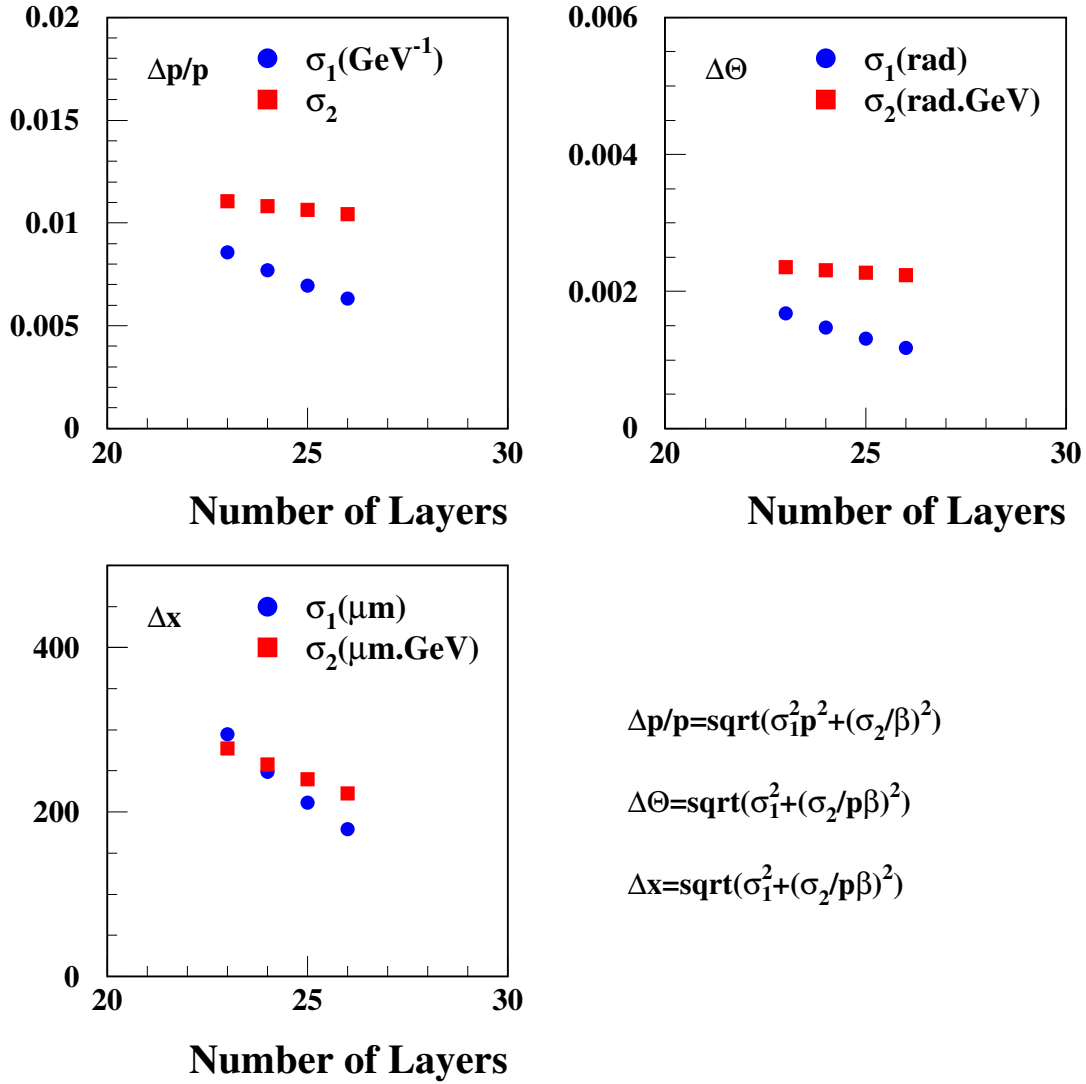 Δp/p
σ₁(GeV⁻¹)
σ₂
0.02
0.015
0.01
0.005
0
20 25 30
Number of Layers
ΔΘ
σ₁(rad)
σ₂(rad.GeV)
0.006
0.004
0.002
0
20 25 30
Number of Layers
Δx
σ₁(μm)
σ₂(μm.GeV)
400
200
0
20 25 30
Number of Layers
Δp/p=sqrt(σ₁²p²+(σ₂/β)²)
ΔΘ=sqrt(σ₁²+(σ₂/pβ)²)
Δx=sqrt(σ₁²+(σ₂/pβ)²)